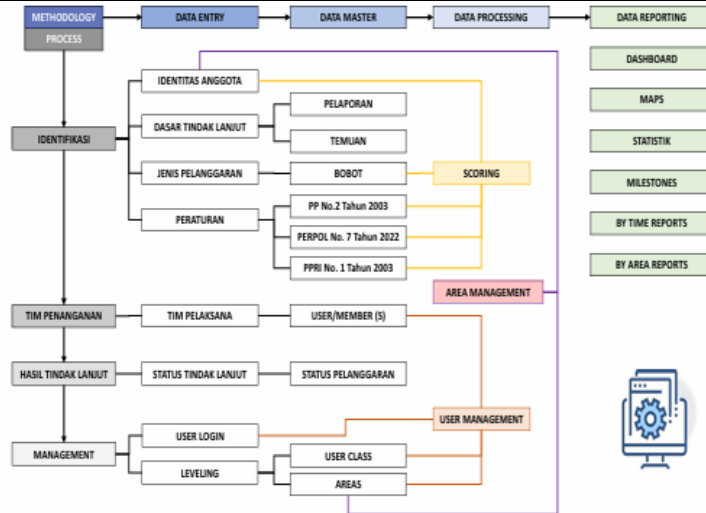 METHODOLOGY
DATA ENTRY
DATA MASTER
DATA PROCESSING
DATA REPORTING
PROCESS
DASHBOARD
IDENTITAS ANGGOTA
PELAPORAN
MAPS
DASAR TINDAK LANJUT
IDENTIFIKASI
TEMUAN
STATISTIK
JENIS PELANGGARAN
BOBOT
SCORING
MILESTONES
PP No.2 Tahun 2003
PERATURAN
BY TIME REPORTS
PERPOL No. 7 Tahun 2022
PPRI No. 1 Tahun 2003
BY AREA REPORTS
AREA MANAGEMENT
TIM PENANGANAN
TIM PELAKSANA
USER/MEMBER (S)
HASIL TINDAK LANJUT
STATUS TINDAK LANJUT
STATUS PELANGGARAN
USER MANAGEMENT
USER LOGIN
MANAGEMENT
USER CLASS
LEVELING
AREAS